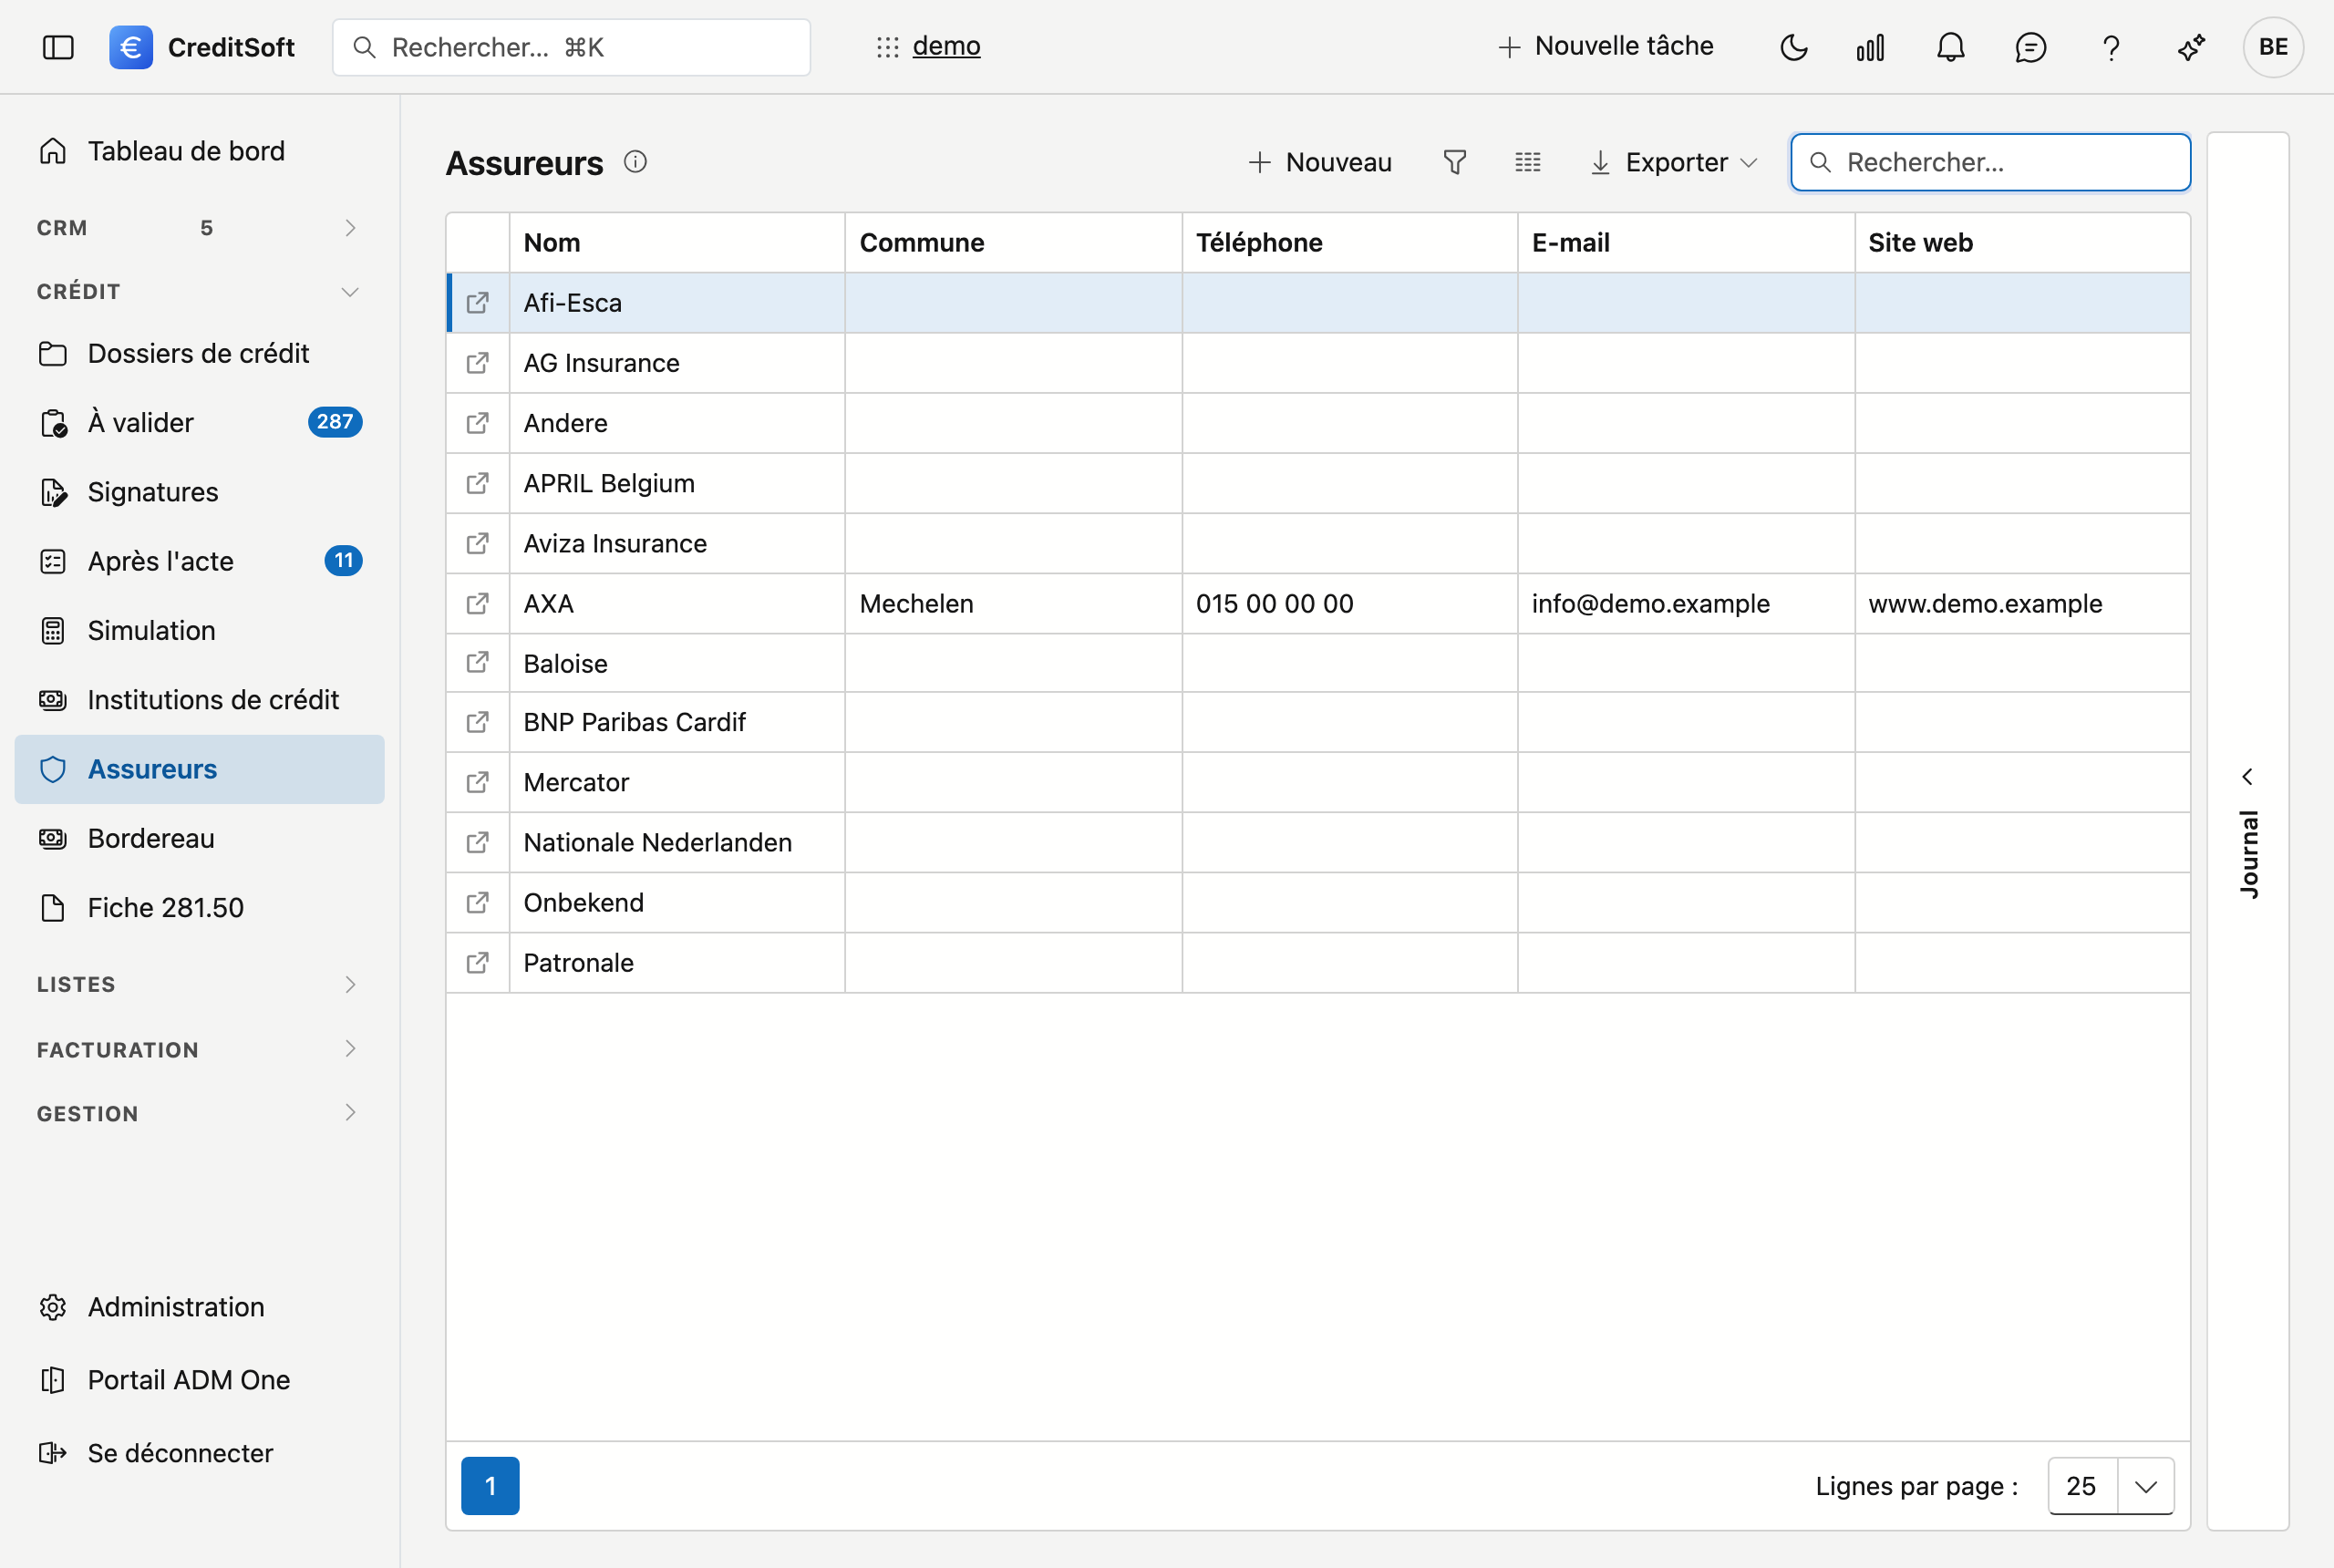 CreditSoft
Rechercher... ⌘K
demo
Nouvelle tâche
BE
Tableau de bord
CRM 5
CRÉDIT
Dossiers de crédit
À valider 287
Signatures
Après l'acte 11
Simulation
Institutions de crédit
Assureurs
Bordereau
Fiche 281.50
LISTES
FACTURATION
GESTION
Administration
Portail ADM One
Se déconnecter
Assureurs
Nouveau
Exporter
Rechercher...
Nom Commune Téléphone E-mail Site web
Afi-Esca
AG Insurance
Andere
APRIL Belgium
Aviza Insurance
AXA Mechelen 015 00 00 00 info@demo.example www.demo.example
Baloise
BNP Paribas Cardif
Mercator
Nationale Nederlanden
Onbekend
Patronale
1
Lignes par page : 25
Journal